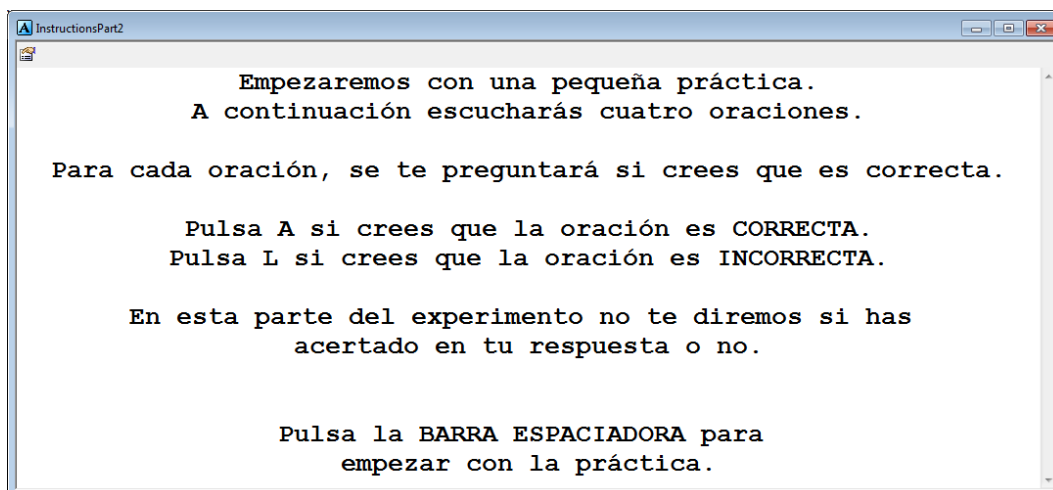 InstructionsPart2
Empezaremos con una pequeña práctica.
A continuación escucharás cuatro oraciones.
Para cada oración, se te preguntará si crees que es correcta.
Pulsa A si crees que la oración es CORRECTA.
Pulsa L si crees que la oración es INCORRECTA.
En esta parte del experimento no te diremos si has
acertado en tu respuesta o no.
Pulsa la BARRA ESPACIADORA para
empezar con la práctica.